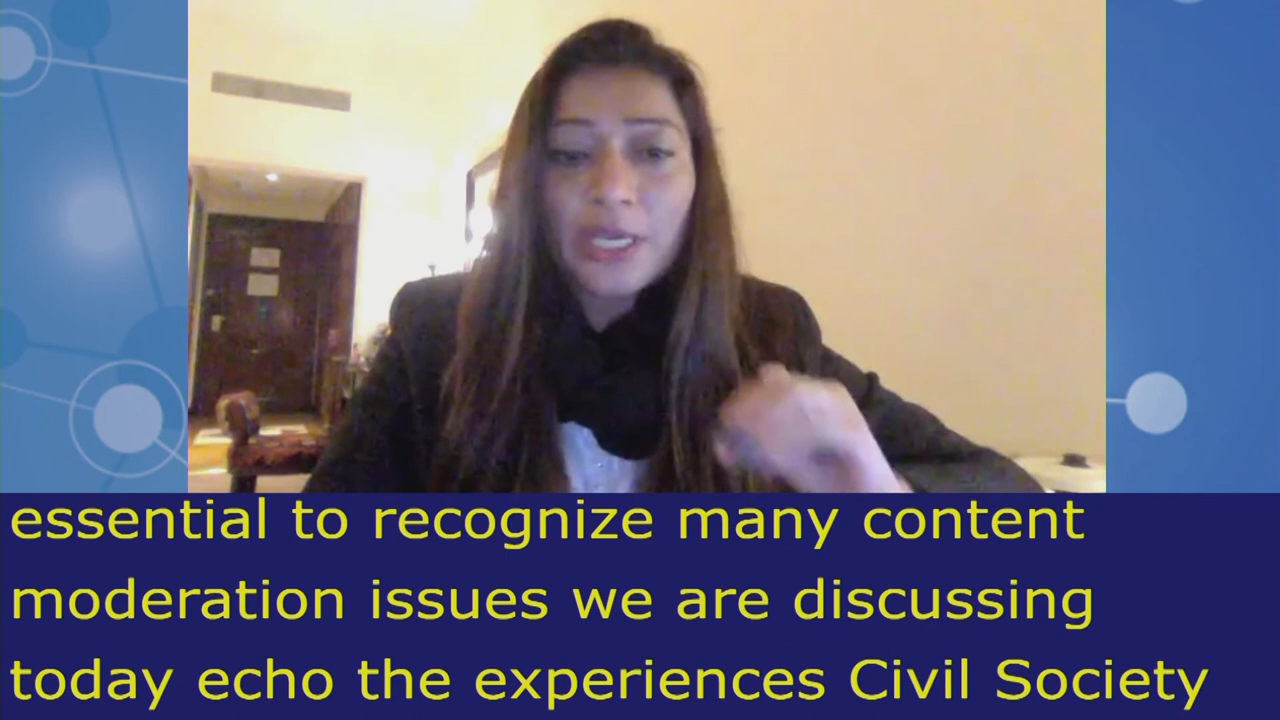 essential to recognize many content
moderation issues we are discussing
today echo the experiences Civil Society